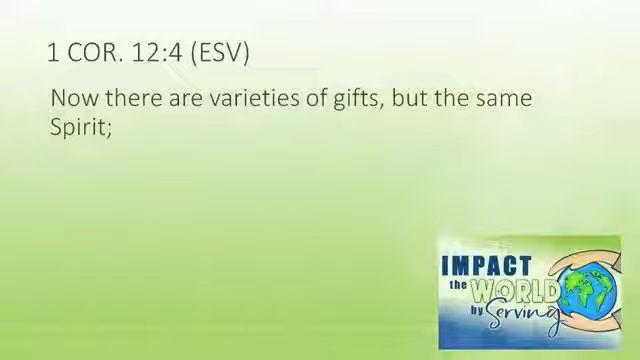 1 COR. 12:4 (ESV)
Now there are varieties of gifts, but the same
Spirit;
IMPACT
the WORLD
by Serving